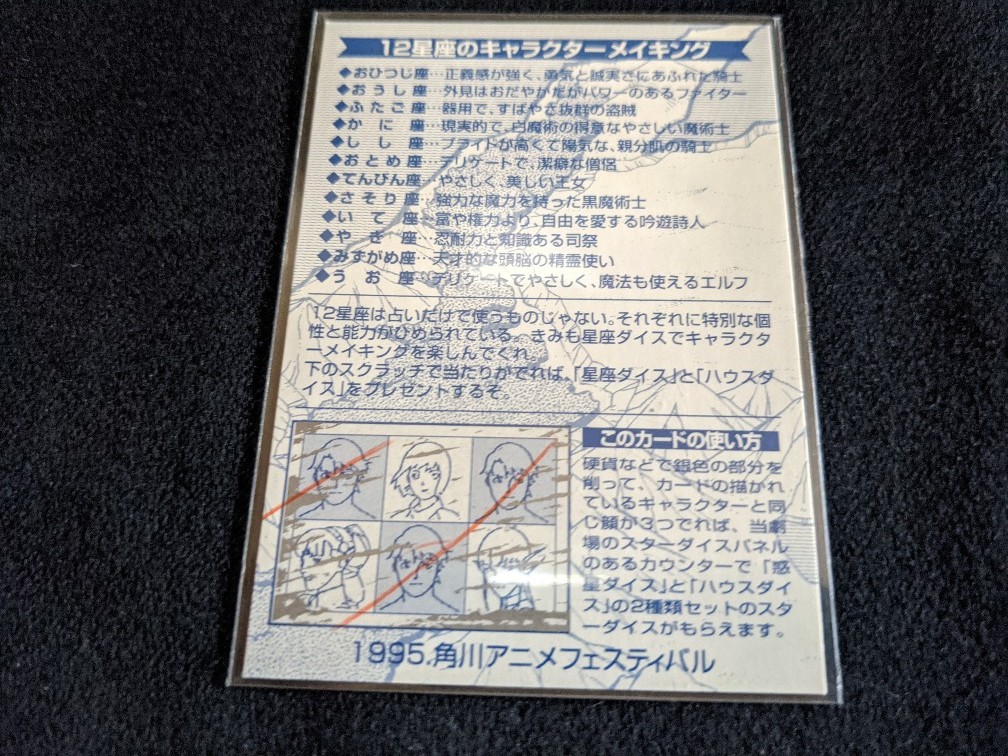 12星座のキャラクターメイキング
◆おひつじ座…正義感が強く、勇気と誠実さにあふれた騎士
◆おうし座…外見はおだやかだがパワーのあるファイター
◆ふたご座…器用で、すばやさ抜群の盗賊
◆かに座…現実的で、白魔術の得意なやさしい魔術士
◆しし座…プライドが高くて陽気な、親分肌の騎士
◆おとめ座…デリケートで、潔癖な僧侶
◆てんびん座…やさしく、美しい王女
◆さそり座…強力な魔力を持った黒魔術士
◆いて座…富や権力より、自由を愛する吟遊詩人
◆やぎ座…忍耐力と知識ある司祭
◆みずがめ座…天才的な頭脳の精霊使い
◆うお座…デリケートでやさしく、魔法も使えるエルフ
12星座は占いだけで使うものじゃない。それぞれに特別な個
性と能力がひめられている。きみも星座ダイスでキャラクタ
ーメイキングを楽しんでくれ。
下のスクラッチで当たりがでれば、「星座ダイス」と「ハウスダ
イス」をプレゼントするぞ。
このカードの使い方
硬貨などで銀色の部分を
削って、カードの描かれ
ているキャラクターと同
じ顔が3つでれば、当劇
場のスターダイスパネル
のあるカウンターで「惑
星ダイス」と「ハウスダイ
ス」の2種類セットのスタ
ーダイスがもらえます。
1995.角川アニメフェスティバル